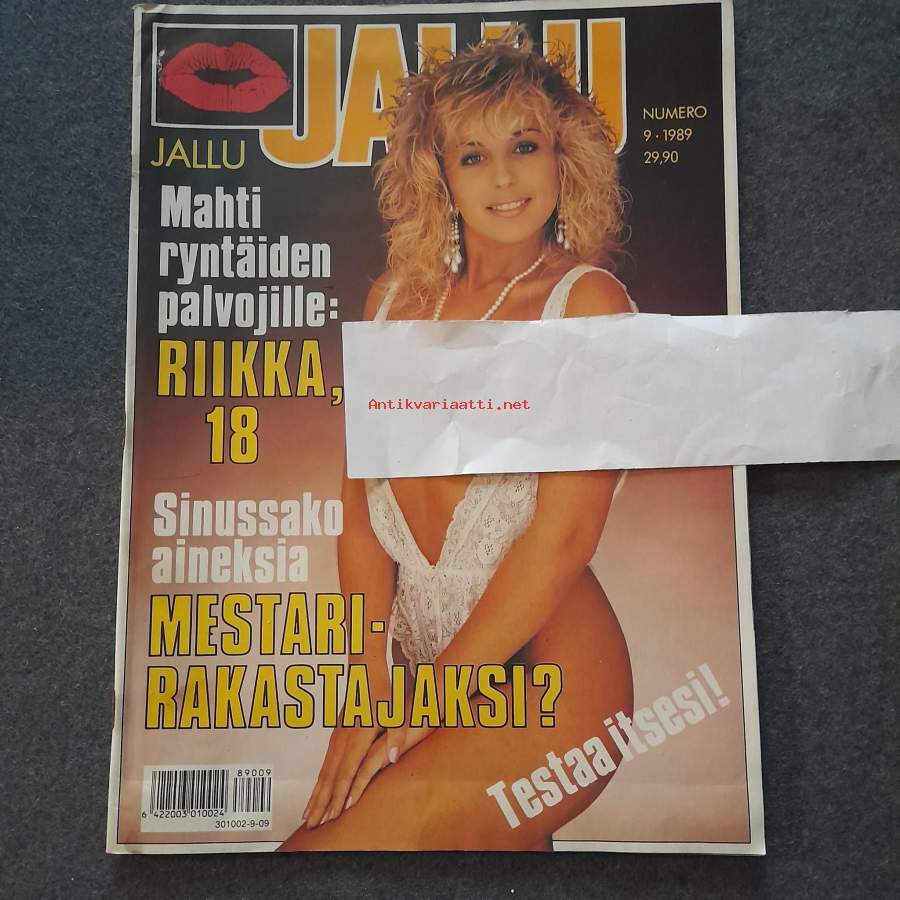 JALLU
JALLU
NUMERO
9 • 1989
29,90
Mahti
ryntäiden
palvojille:
RIIKKA,
18
Antikvariaatti.net
Sinussako
aineksia
MESTARI-
RAKASTAJAKSI?
Testaa itsesi!
89009
6 422003 010024
301002-9-09